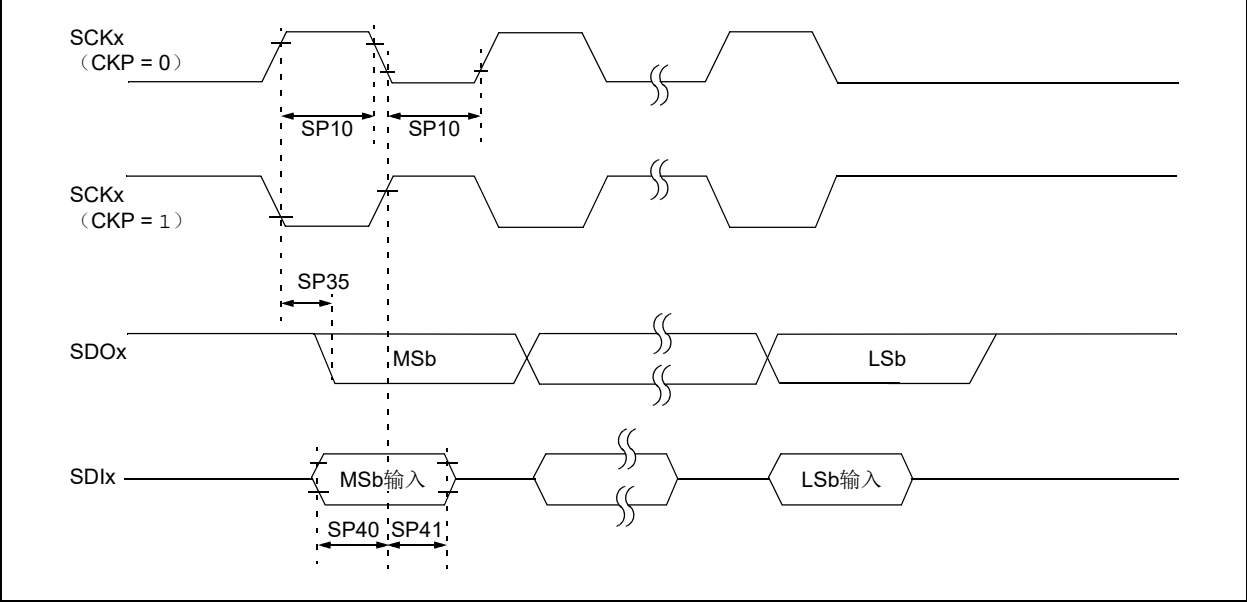 SCKx
（CKP = 0）
SP10 SP10
SCKx
（CKP = 1）
SP35
SDOx MSb LSb
SDIx MSb输入 LSb输入
SP40 SP41